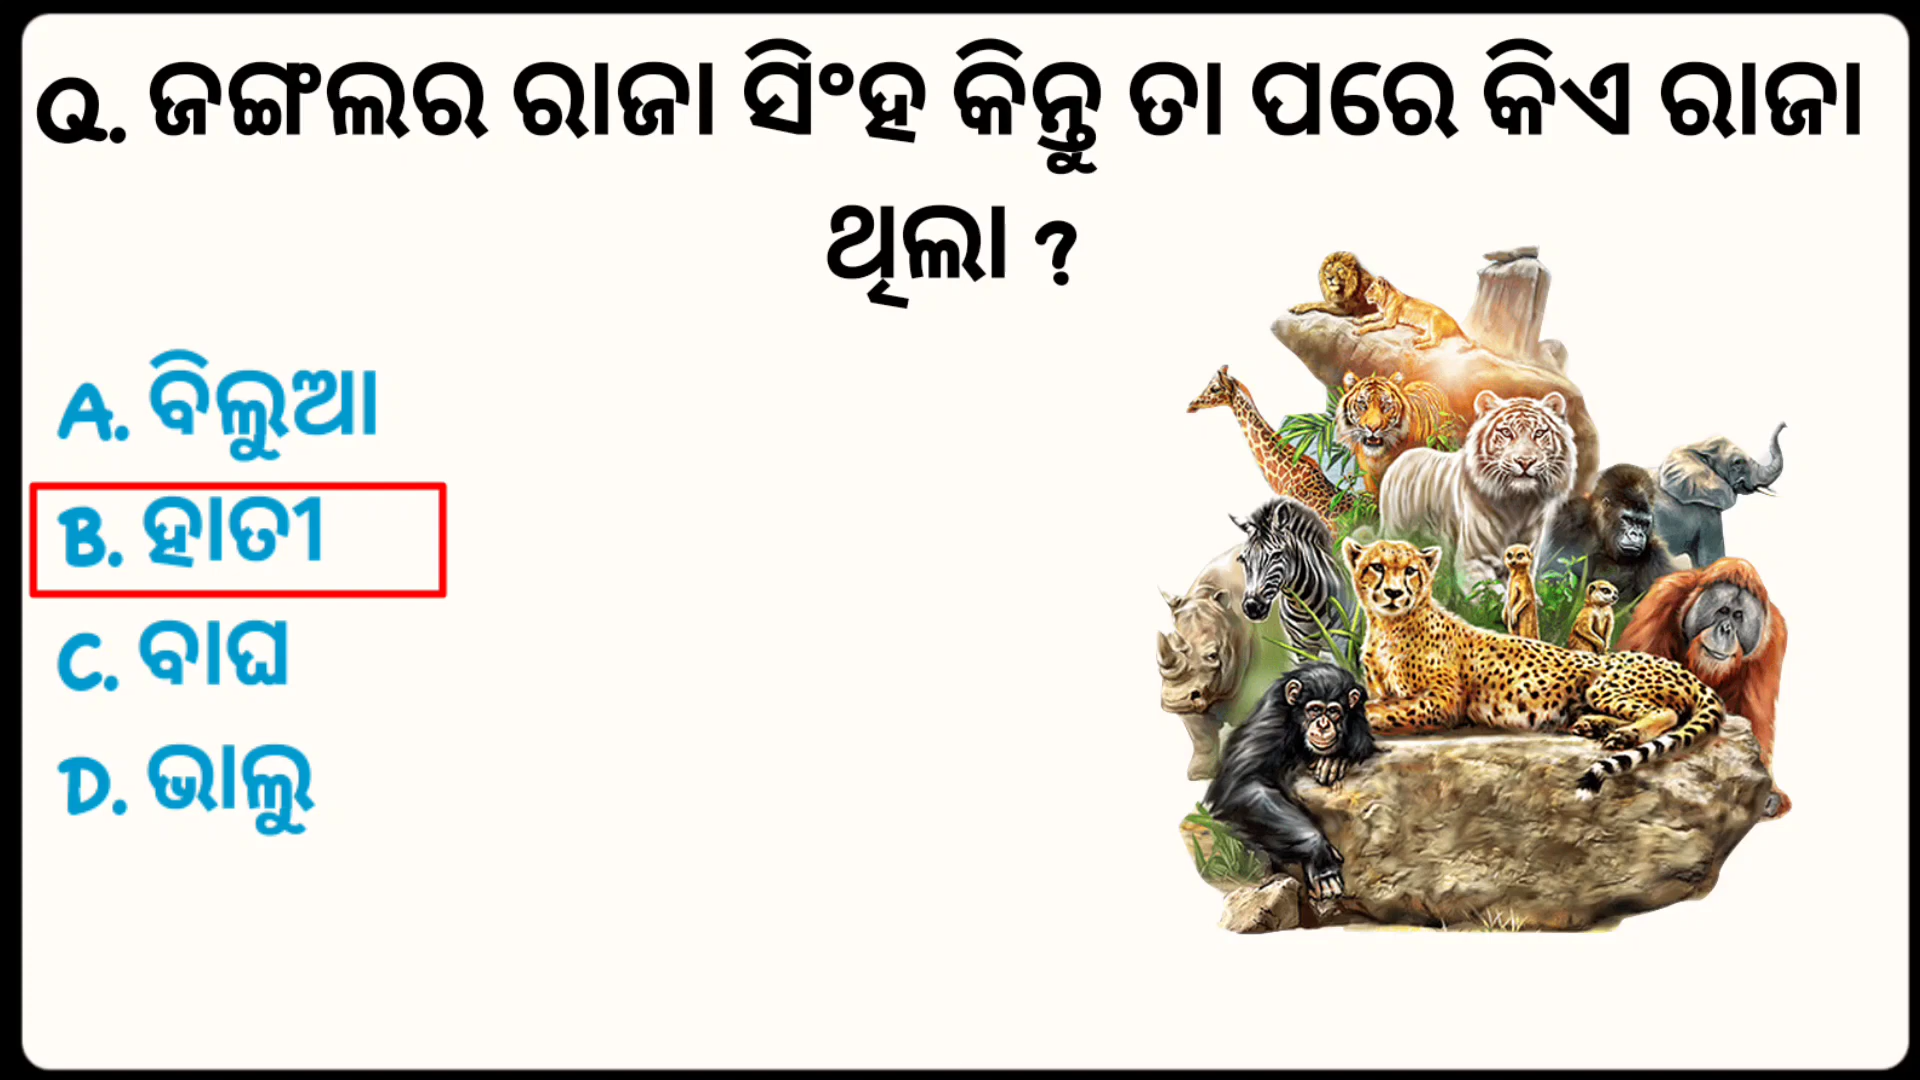 Q. ଜଙ୍ଗଲର ରାଜା ସିଂହ କିନ୍ତୁ ତା ପରେ କିଏ ରାଜା
ଥିଲା ?
A. ବିଲୁଆ
B. ହାତୀ
C. ବାଘ
D. ଭାଲୁ